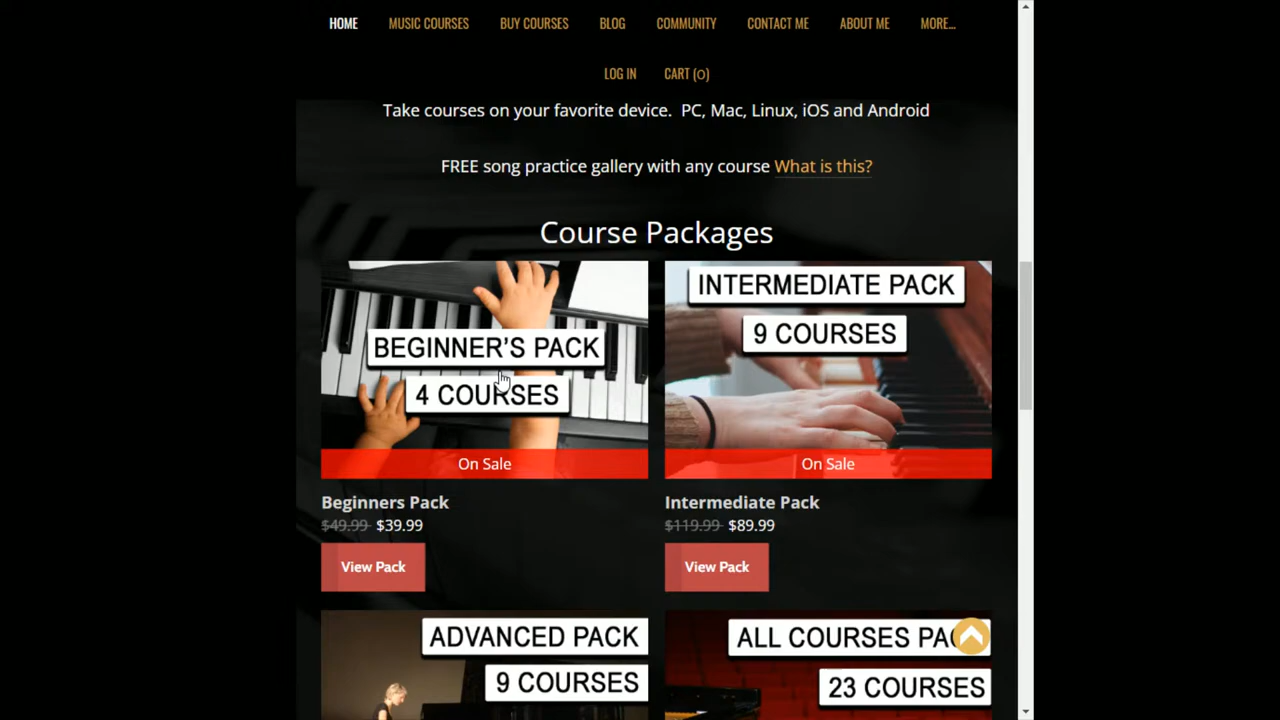 HOME MUSIC COURSES BUY COURSES BLOG COMMUNITY CONTACT ME ABOUT ME MORE...
LOG IN CART (0)
Take courses on your favorite device. PC, Mac, Linux, iOS and Android
FREE song practice gallery with any course What is this?
Course Packages
BEGINNER'S PACK
4 COURSES
On Sale
Beginners Pack
$49.99 $39.99
View Pack
INTERMEDIATE PACK
9 COURSES
On Sale
Intermediate Pack
$119.99 $89.99
View Pack
ADVANCED PACK
9 COURSES
ALL COURSES
23 COURSES